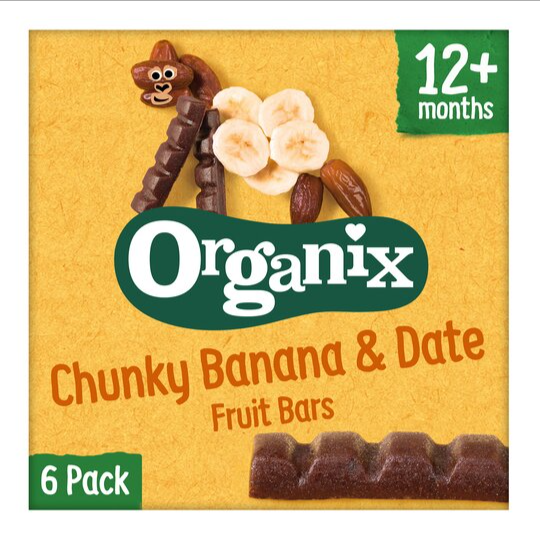 12+
months
Organix
Chunky Banana & Date
Fruit Bars
6 Pack